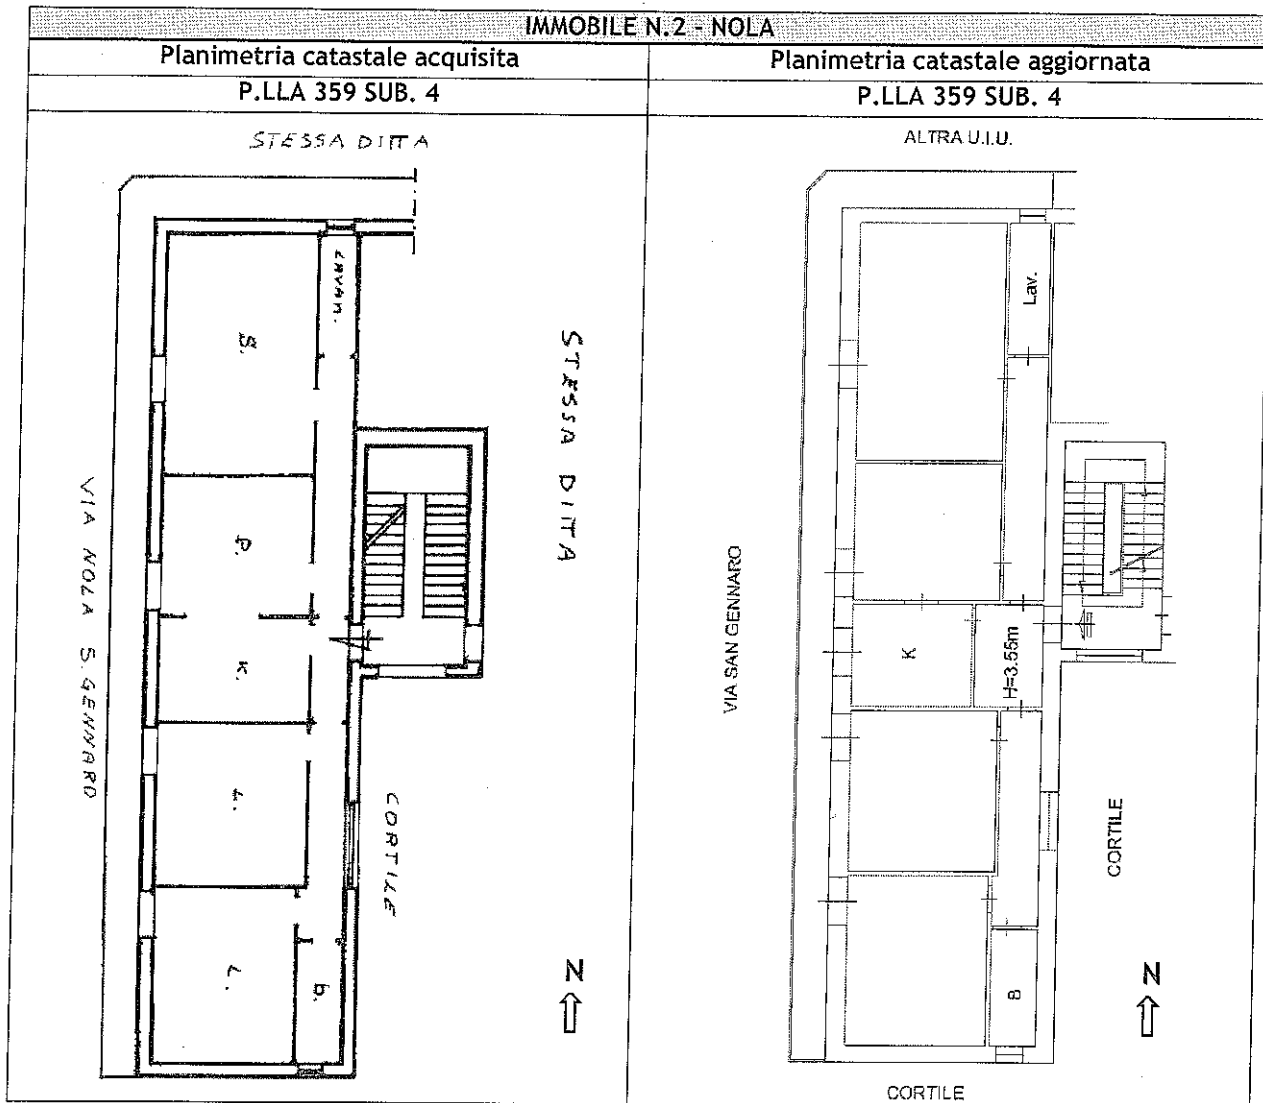 IMMOBILE N.2 - NOLA
Planimetria catastale acquisita
Planimetria catastale aggiornata
P.LLA 359 SUB. 4
P.LLA 359 SUB. 4
STESSA DITTA
LAVAN.
S.
STESSA DITTA
P.
VIA NOLA S. GENNARO
K.
L.
CORTILE
L.
b.
N
ALTRA U.I.U.
Lav.
VIA SAN GENNARO
K
H=3.55m
CORTILE
B
N
CORTILE